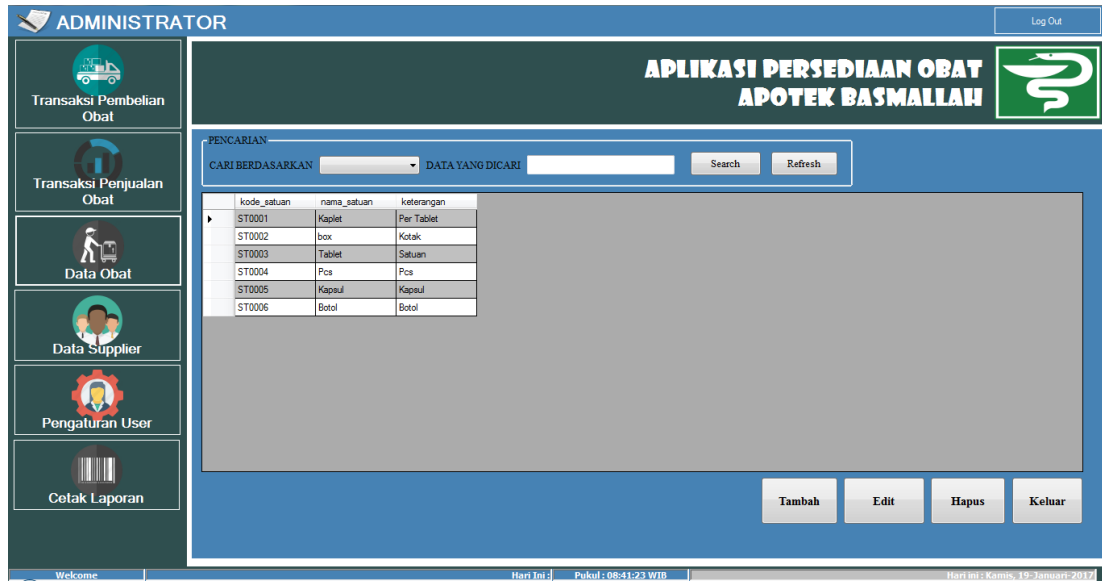 ADMINISTRATOR
Log Out
Transaksi Pembelian
Obat
Transaksi Penjualan
Obat
Data Obat
Data Supplier
Pengaturan User
Cetak Laporan
APLIKASI PERSEDIAAN OBAT
APOTEK BASMALLAH
PENCARIAN
CARI BERDASARKAN DATA YANG DICARI Search Refresh
kode_satuan nama_satuan keterangan
ST0001 Kaplet Per Tablet
ST0002 box Kotak
ST0003 Tablet Satuan
ST0004 Pcs Pcs
ST0005 Kapsul Kapsul
ST0006 Botol Botol
Tambah Edit Hapus Keluar
Welcome Hari Ini : Pukul : 08:41:23 WIB Hari ini : Kamis, 19-Januari-2017